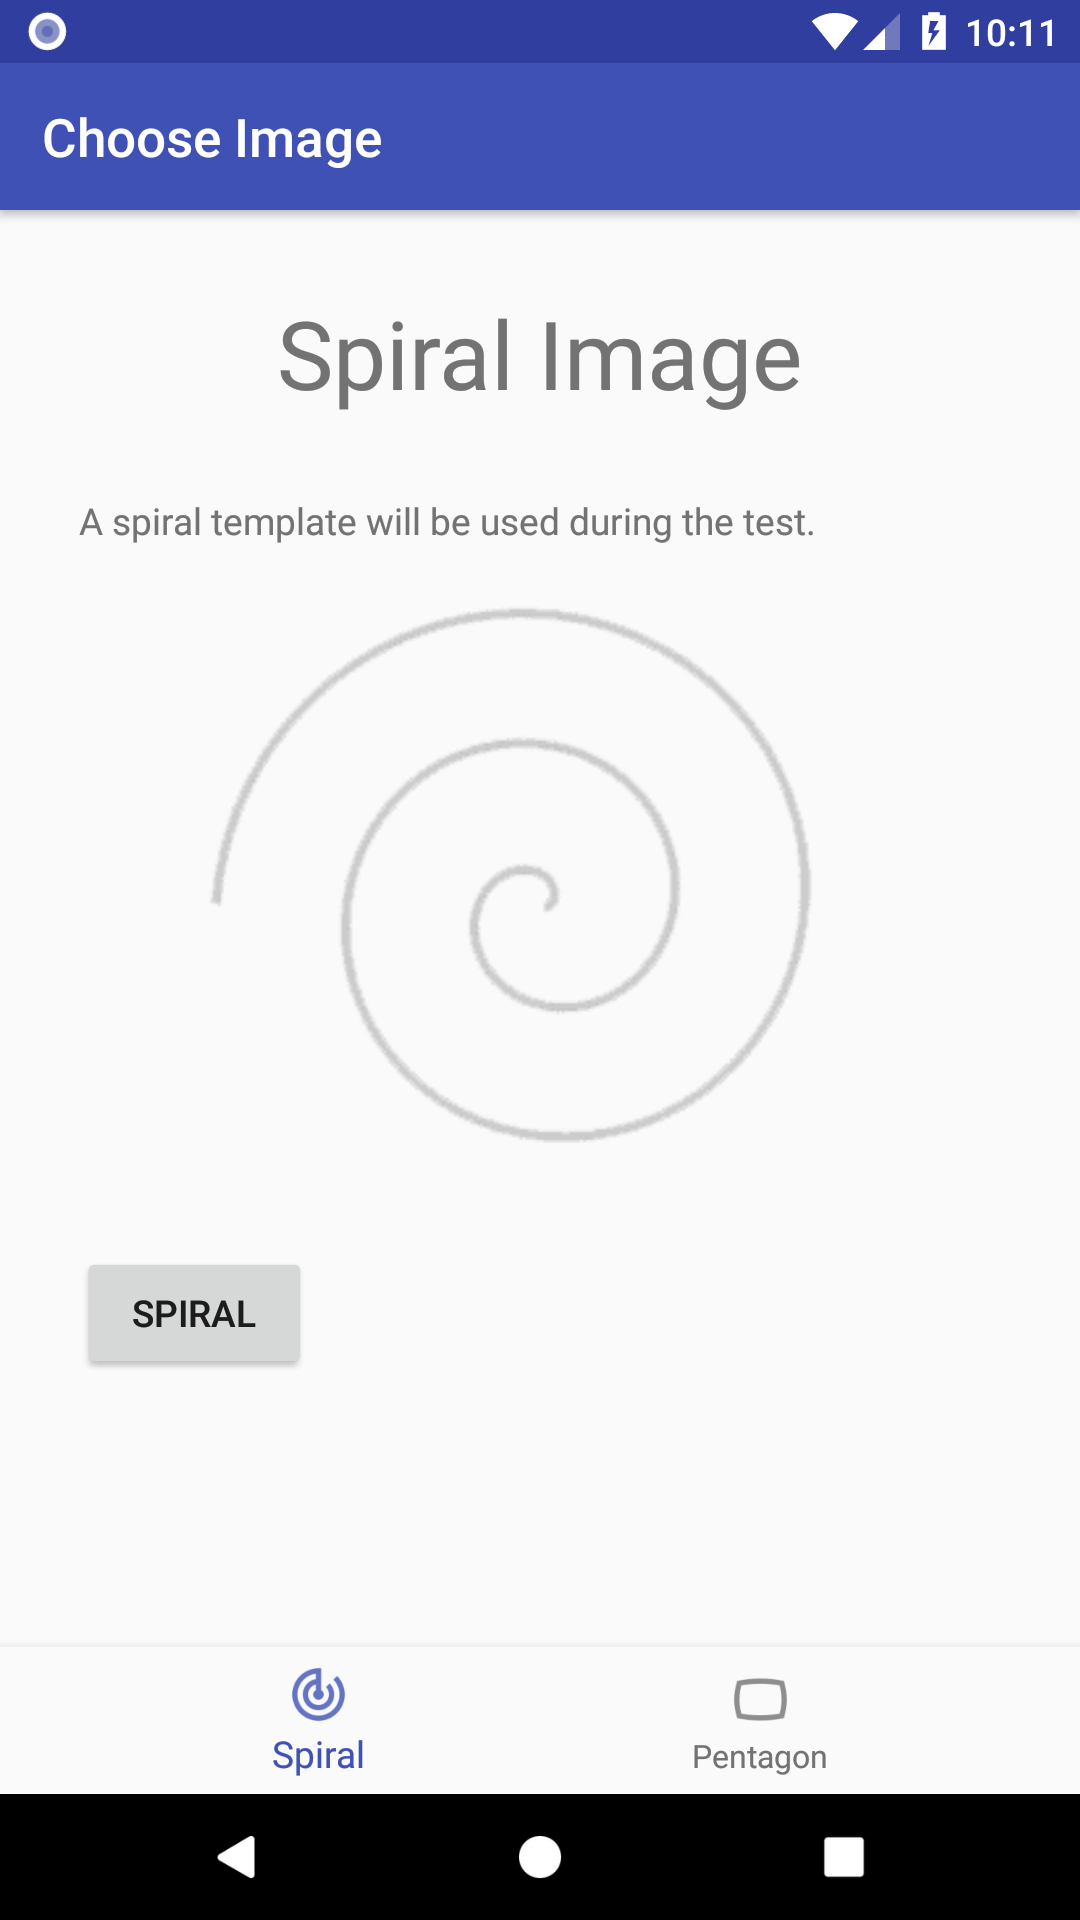 10:11
Choose Image
Spiral Image
A spiral template will be used during the test.
SPIRAL
Spiral
Pentagon